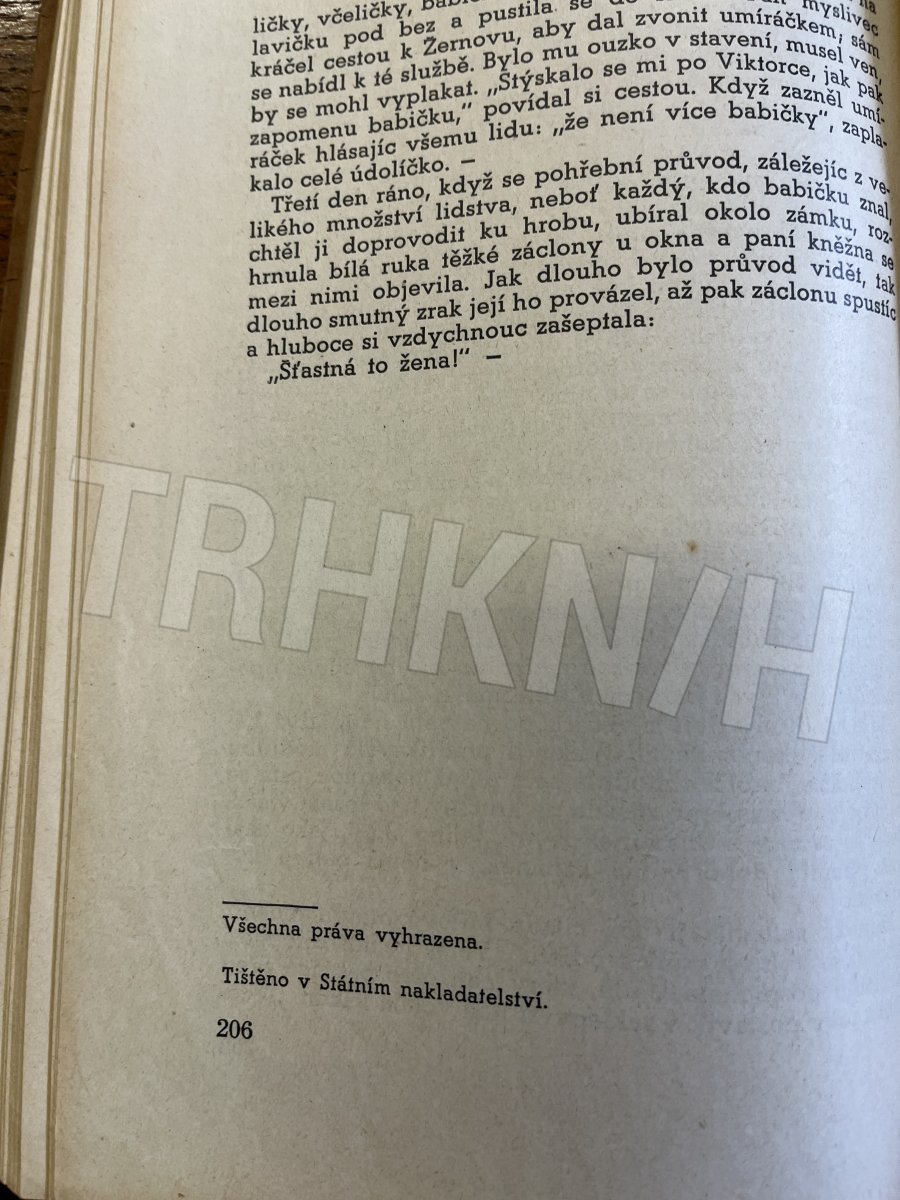 ličky, včeličky,
lavičku pod bez a pustila se myslivec
kráčel cestou k Žernovu, aby dal zvonit umíráčkem; sám
se nabídl k té službě. Bylo mu ouzko v stavení, musel ven,
by se mohl vyplakat. „Stýskalo se mi po Viktorce, jak pak
zapomenu babičku,“ povídal si cestou. Když zazněl umí-
ráček hlásajíc všemu lidu: „že není více babičky“, zapla-
kalo celé údolíčko. —
Třetí den ráno, když se pohřební průvod, záležejíc z ve-
likého množství lidstva, neboť každý, kdo babičku znal,
chtěl ji doprovodit ku hrobu, ubíral okolo zámku, roz-
hrnula bílá ruka těžké záclony u okna a paní kněžna se
mezi nimi objevila. Jak dlouho bylo průvod vidět, tak
dlouho smutný zrak její ho provázel, až pak záclonu spustíc
a hluboce si vzdychnouc zašeptala:
„Šťastná to žena!“ —
TRHKN/H
Všechna práva vyhrazena.
Tištěno v Státním nakladatelství.
206